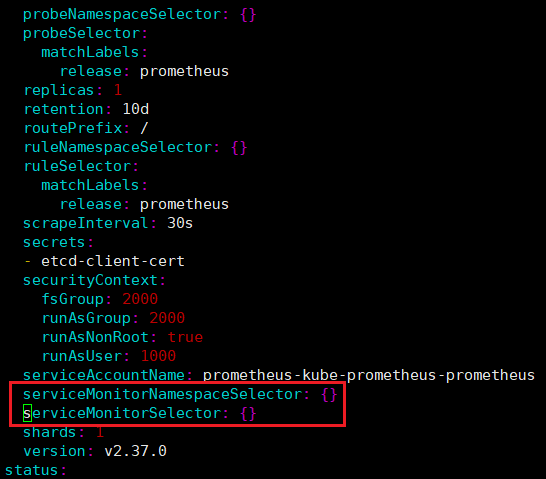 probeNamespaceSelector: {}
probeSelector:
matchLabels:
release: prometheus
replicas: 1
retention: 10d
routePrefix: /
ruleNamespaceSelector: {}
ruleSelector:
matchLabels:
release: prometheus
scrapeInterval: 30s
secrets:
- etcd-client-cert
securityContext:
fsGroup: 2000
runAsGroup: 2000
runAsNonRoot: true
runAsUser: 1000
serviceAccountName: prometheus-kube-prometheus-prometheus
serviceMonitorNamespaceSelector: {}
serviceMonitorSelector: {}
shards: 1
version: v2.37.0
status: